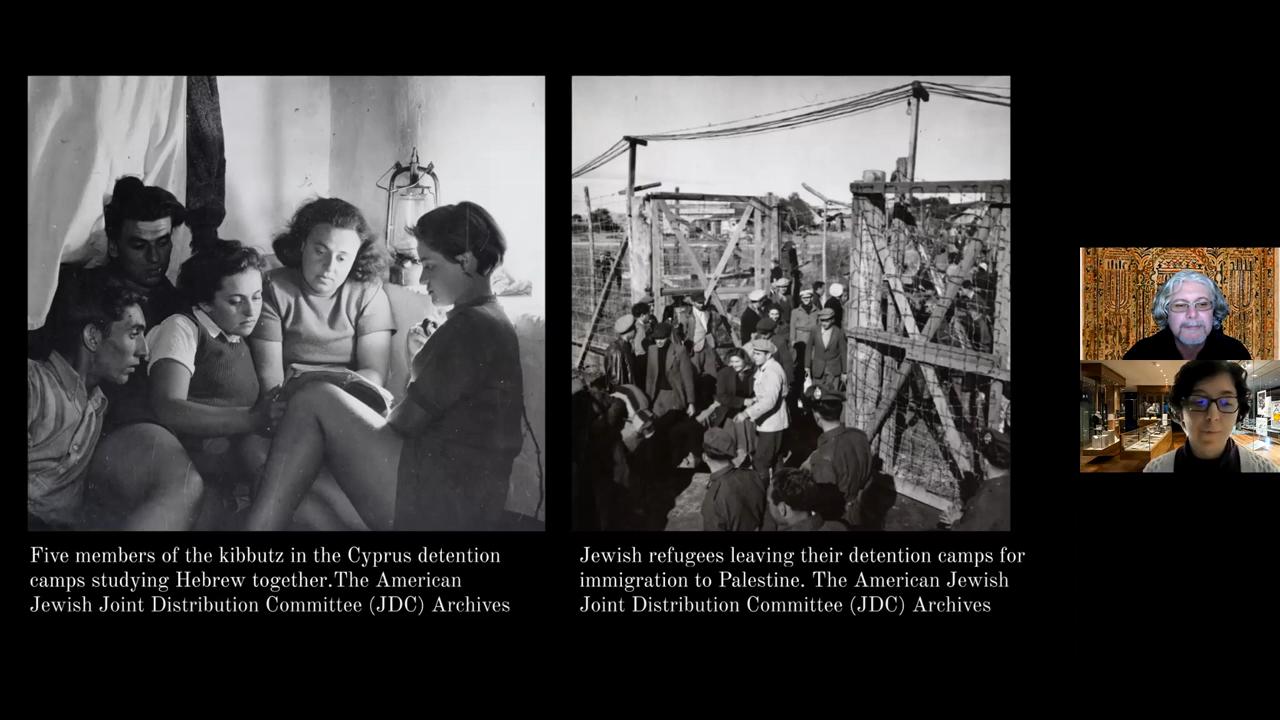 Five members of the kibbutz in the Cyprus detention
camps studying Hebrew together.The American
Jewish Joint Distribution Committee (JDC) Archives
Jewish refugees leaving their detention camps for
immigration to Palestine. The American Jewish
Joint Distribution Committee (JDC) Archives